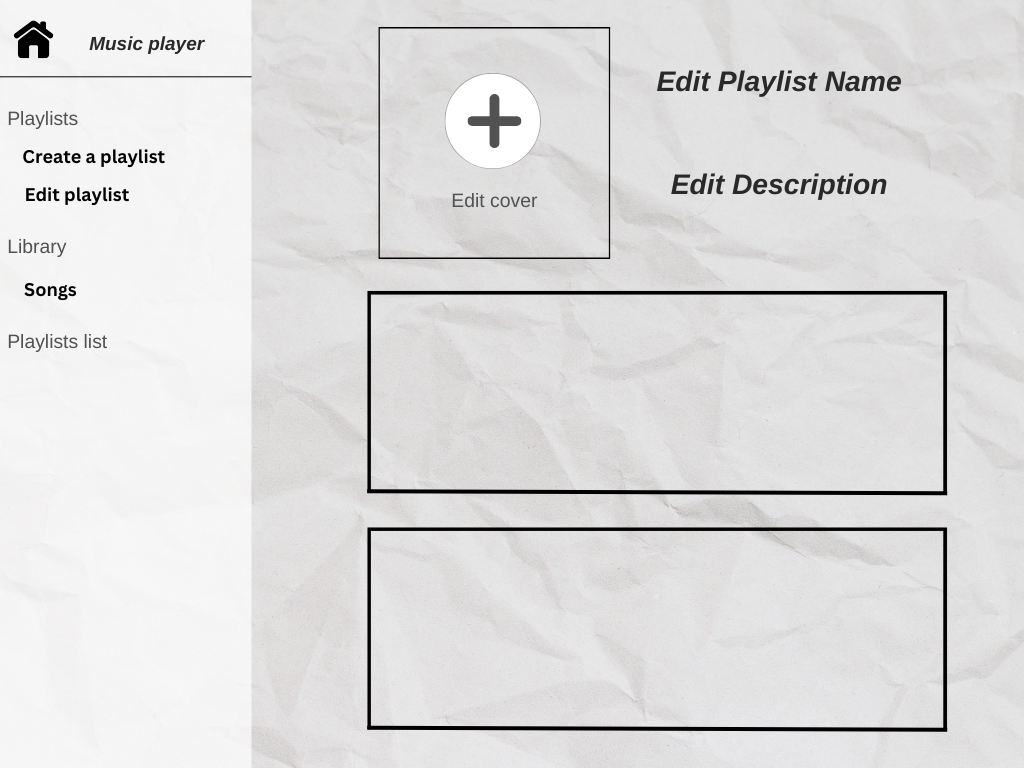 Music player
Playlists
Create a playlist
Edit playlist
Library
Songs
Playlists list
Edit cover
Edit Playlist Name
Edit Description